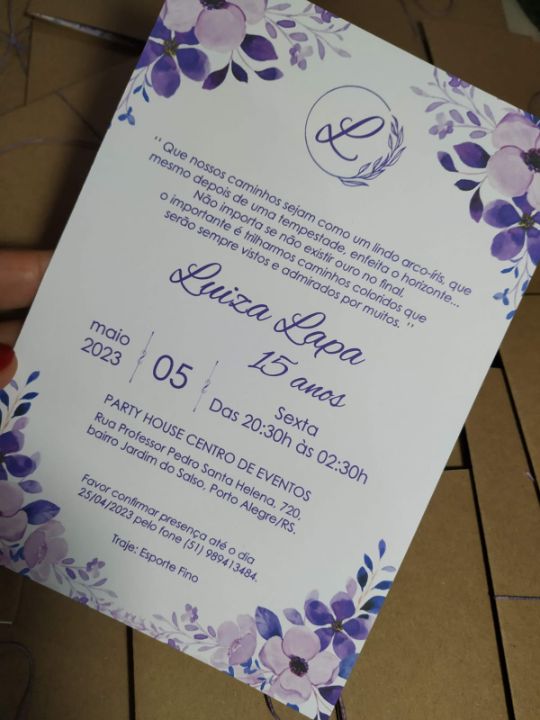 L
“ Que nossos caminhos sejam como um lindo arco-íris, que
mesmo depois de uma tempestade, enfeita o horizonte...
Não importa se não existir ouro no final,
o importante é trilharmos caminhos coloridos que
serão sempre vistos e admirados por muitos. ”
Luiza Lapa
15 anos
maio
2023
05
Sexta
Das 20:30h às 02:30h
PARTY HOUSE CENTRO DE EVENTOS
Rua Professor Pedro Santa Helena, 720,
bairro Jardim do Salso, Porto Alegre/RS.
Favor confirmar presença até o dia
25/04/2023 pelo fone (51) 989413484.
Traje: Esporte Fino